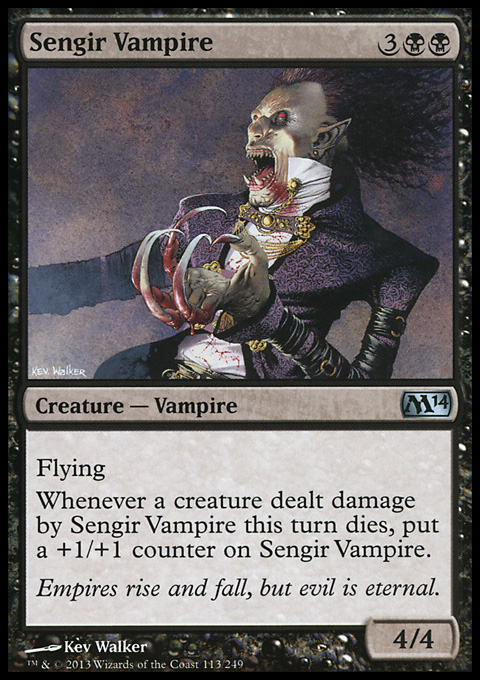 Sengir Vampire 3
KEV WALKER
Creature — Vampire M14
Flying
Whenever a creature dealt damage
by Sengir Vampire this turn dies, put
a +1/+1 counter on Sengir Vampire.
Empires rise and fall, but evil is eternal.
Kev Walker
4/4
™ & © 2013 Wizards of the Coast 113/249